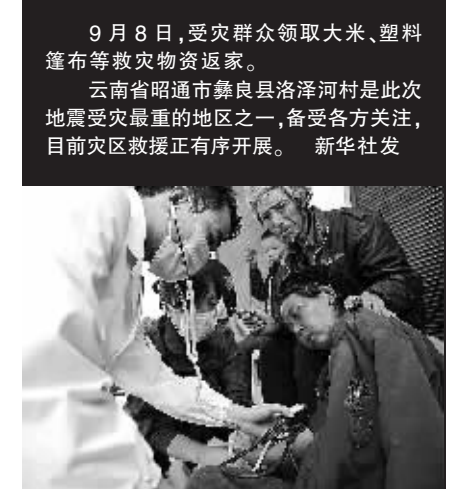 9月8日,受灾群众领取大米、塑料
篷布等救灾物资返家。
云南省昭通市彝良县洛泽河村是此次
地震受灾最重的地区之一,备受各方关注,
目前灾区救援正有序开展。 新华社发